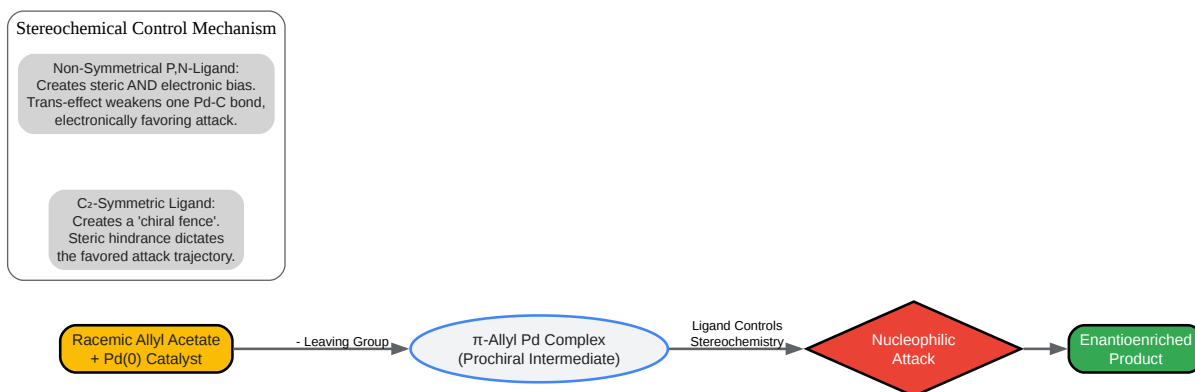 Stereochemical Control Mechanism
Non-Symmetrical P,N-Ligand:
Creates steric AND electronic bias.
Trans-effect weakens one Pd-C bond,
electronically favoring attack.
C₂-Symmetric Ligand:
Creates a 'chiral fence'.
Steric hindrance dictates
the favored attack trajectory.
Racemic Allyl Acetate
+ Pd(0) Catalyst
- Leaving Group
π-Allyl Pd Complex
(Prochiral Intermediate)
Ligand Controls
Stereochemistry
Nucleophilic
Attack
Enantioenriched
Product